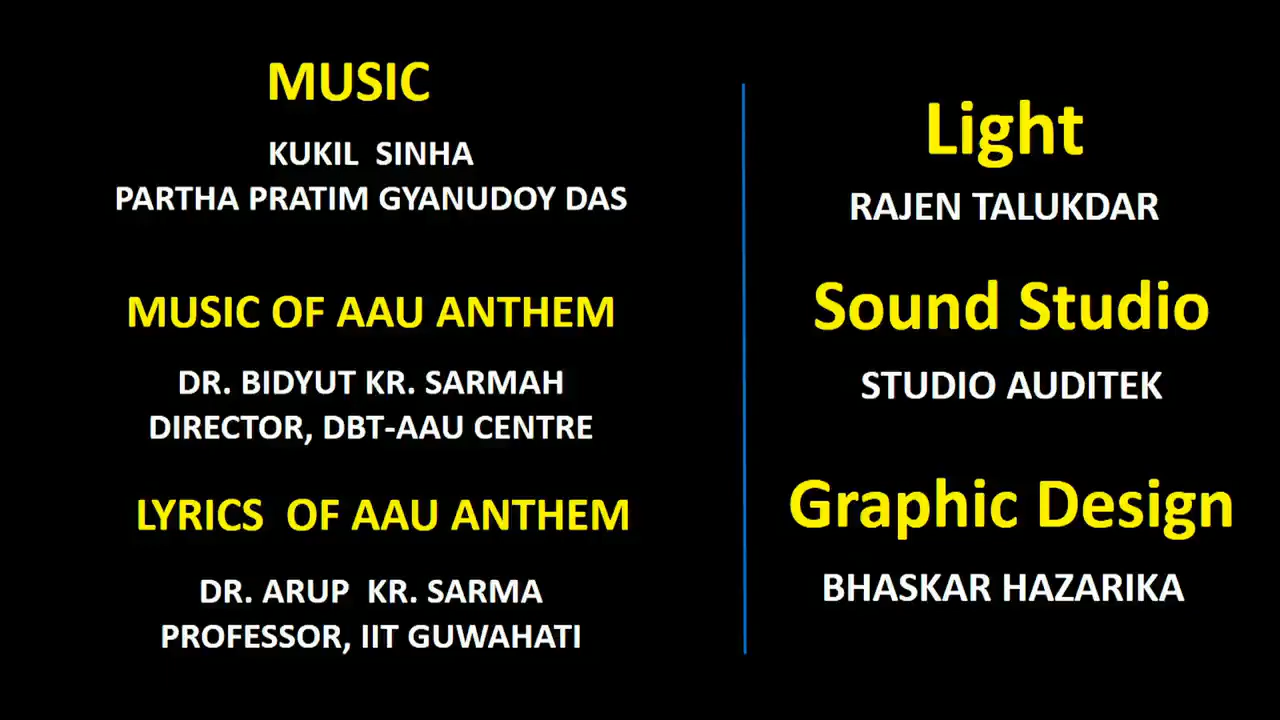 MUSIC
KUKIL SINHA
PARTHA PRATIM GYANUDOY DAS
MUSIC OF AAU ANTHEM
DR. BIDYUT KR. SARMAH
DIRECTOR, DBT-AAU CENTRE
LYRICS OF AAU ANTHEM
DR. ARUP KR. SARMA
PROFESSOR, IIT GUWAHATI
Light
RAJEN TALUKDAR
Sound Studio
STUDIO AUDITEK
Graphic Design
BHASKAR HAZARIKA